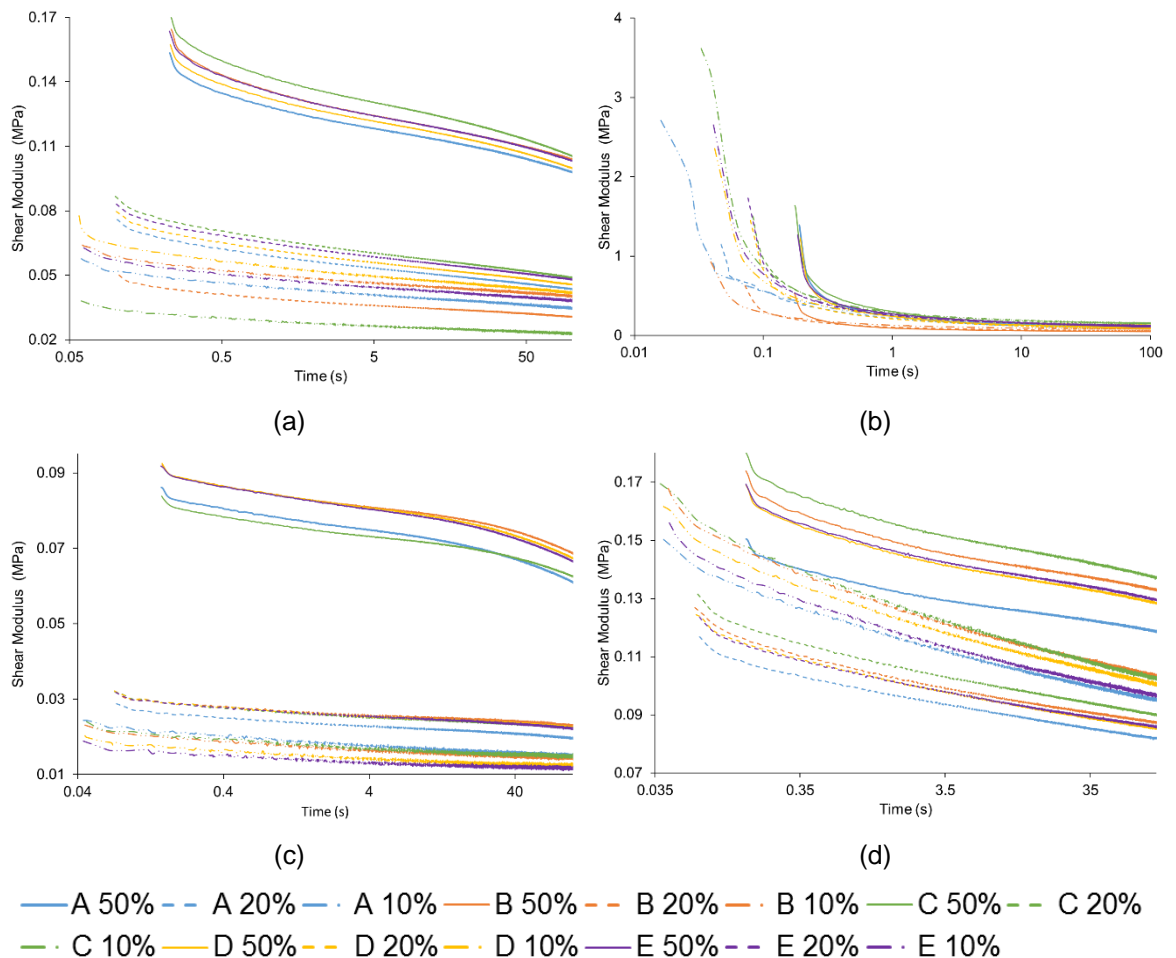 0.17
0.14
0.11
0.08
0.05
0.02
Shear Modulus (MPa)
0.05 0.5 5 50
Time (s)
(a)
4
3
2
1
0
Shear Modulus (MPa)
0.01 0.1 1 10 100
Time (s)
(b)
0.09
0.07
0.05
0.03
0.01
Shear Modulus (MPa)
0.04 0.4 4 40
Time (s)
(c)
0.17
0.15
0.13
0.11
0.09
0.07
Shear Modulus (MPa)
0.035 0.35 3.5 35
Time (s)
(d)
A 50% A 20% A 10% B 50% B 20% B 10% C 50% C 20%
C 10% D 50% D 20% D 10% E 50% E 20% E 10%